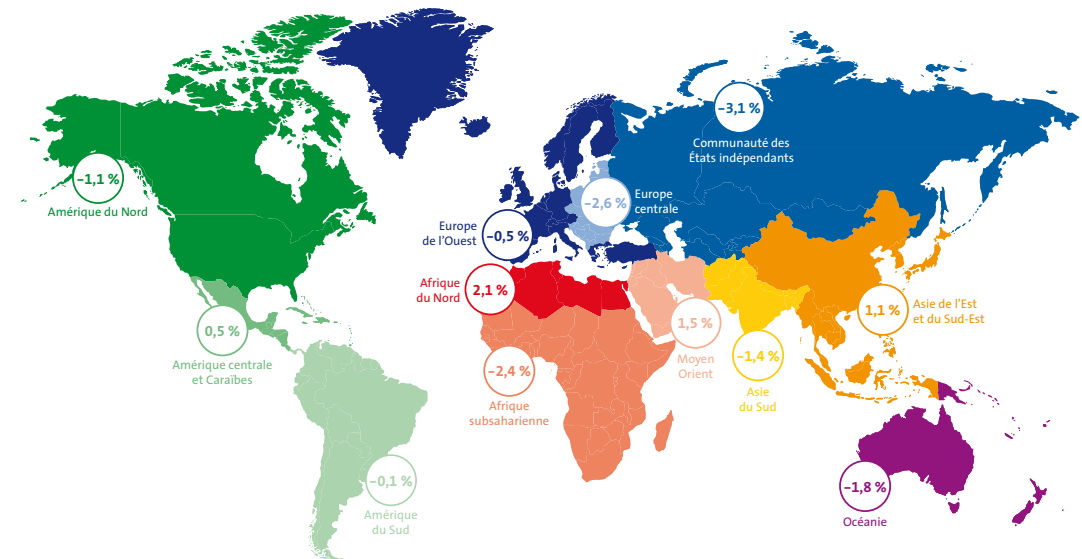 –1,1 %
Amérique du Nord
0,5 %
Amérique centrale
et Caraïbes
–0,1 %
Amérique
du Sud
Europe
de l’Ouest
–0,5 %
–2,6 %
Europe
centrale
–3,1 %
Communauté des
États indépendants
Afrique
du Nord
2,1 %
–2,4 %
Afrique
subsaharienne
1,5 %
Moyen
Orient
–1,4 %
Asie
du Sud
1,1 %
Asie de l’Est
et du Sud-Est
–1,8 %
Océanie